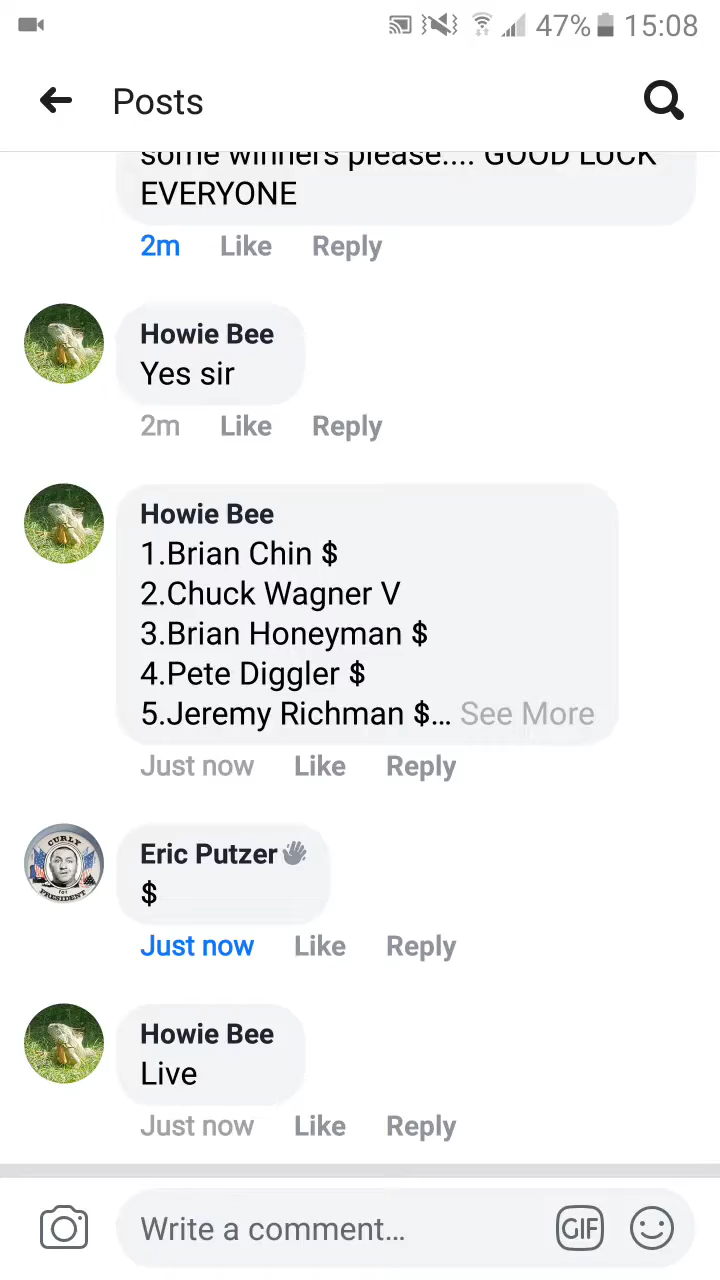 47% 15:08
Posts
some winners please.... GOOD LUCK
EVERYONE
2m Like Reply
Howie Bee
Yes sir
2m Like Reply
Howie Bee
1.Brian Chin $
2.Chuck Wagner V
3.Brian Honeyman $
4.Pete Diggler $
5.Jeremy Richman $... See More
Just now Like Reply
CURLY
for
PRESIDENT
Eric Putzer
$
Just now Like Reply
Howie Bee
Live
Just now Like Reply
Write a comment...
GIF